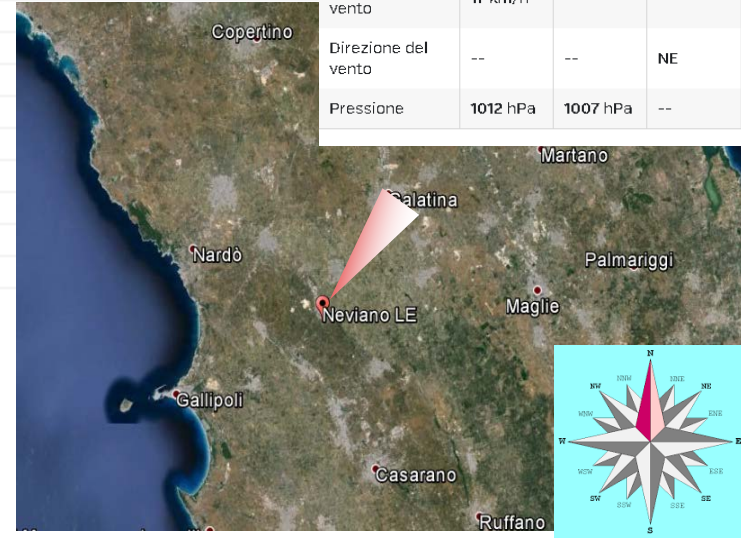 vento
Direzione del vento -- -- NE
Pressione 1012 hPa 1007 hPa --
Copertino
Martano
Galatina
Nardò
Palmariggi
Neviano LE
Maglie
Gallipoli
Casarano
Ruffano
N
NNW NNE
NW NE
WNW ENE
W E
WSW ESE
SW SE
SSW SSE
S